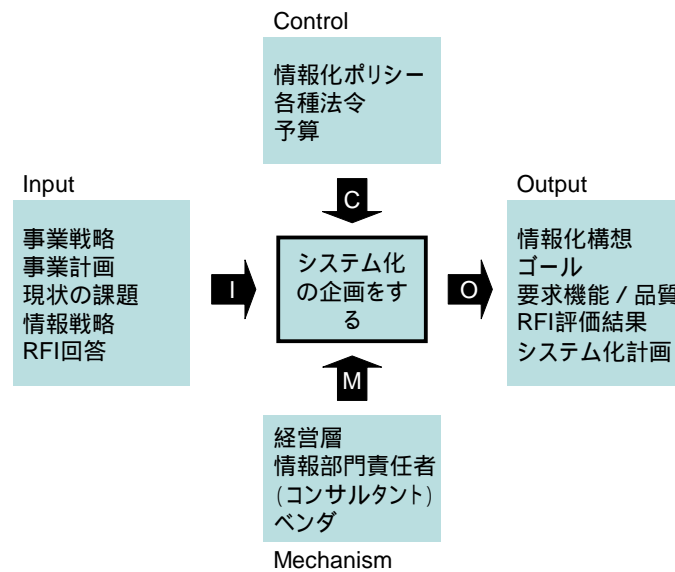 Control
情報化ポリシー
各種法令
予算
C
Input
事業戦略
事業計画
現状の課題
情報戦略
RFI回答
I
システム化
の企画をす
る
O
Output
情報化構想
ゴール
要求機能／品質
RFI評価結果
システム化計画
M
経営層
情報部門責任者
(コンサルタント)
ベンダ
Mechanism